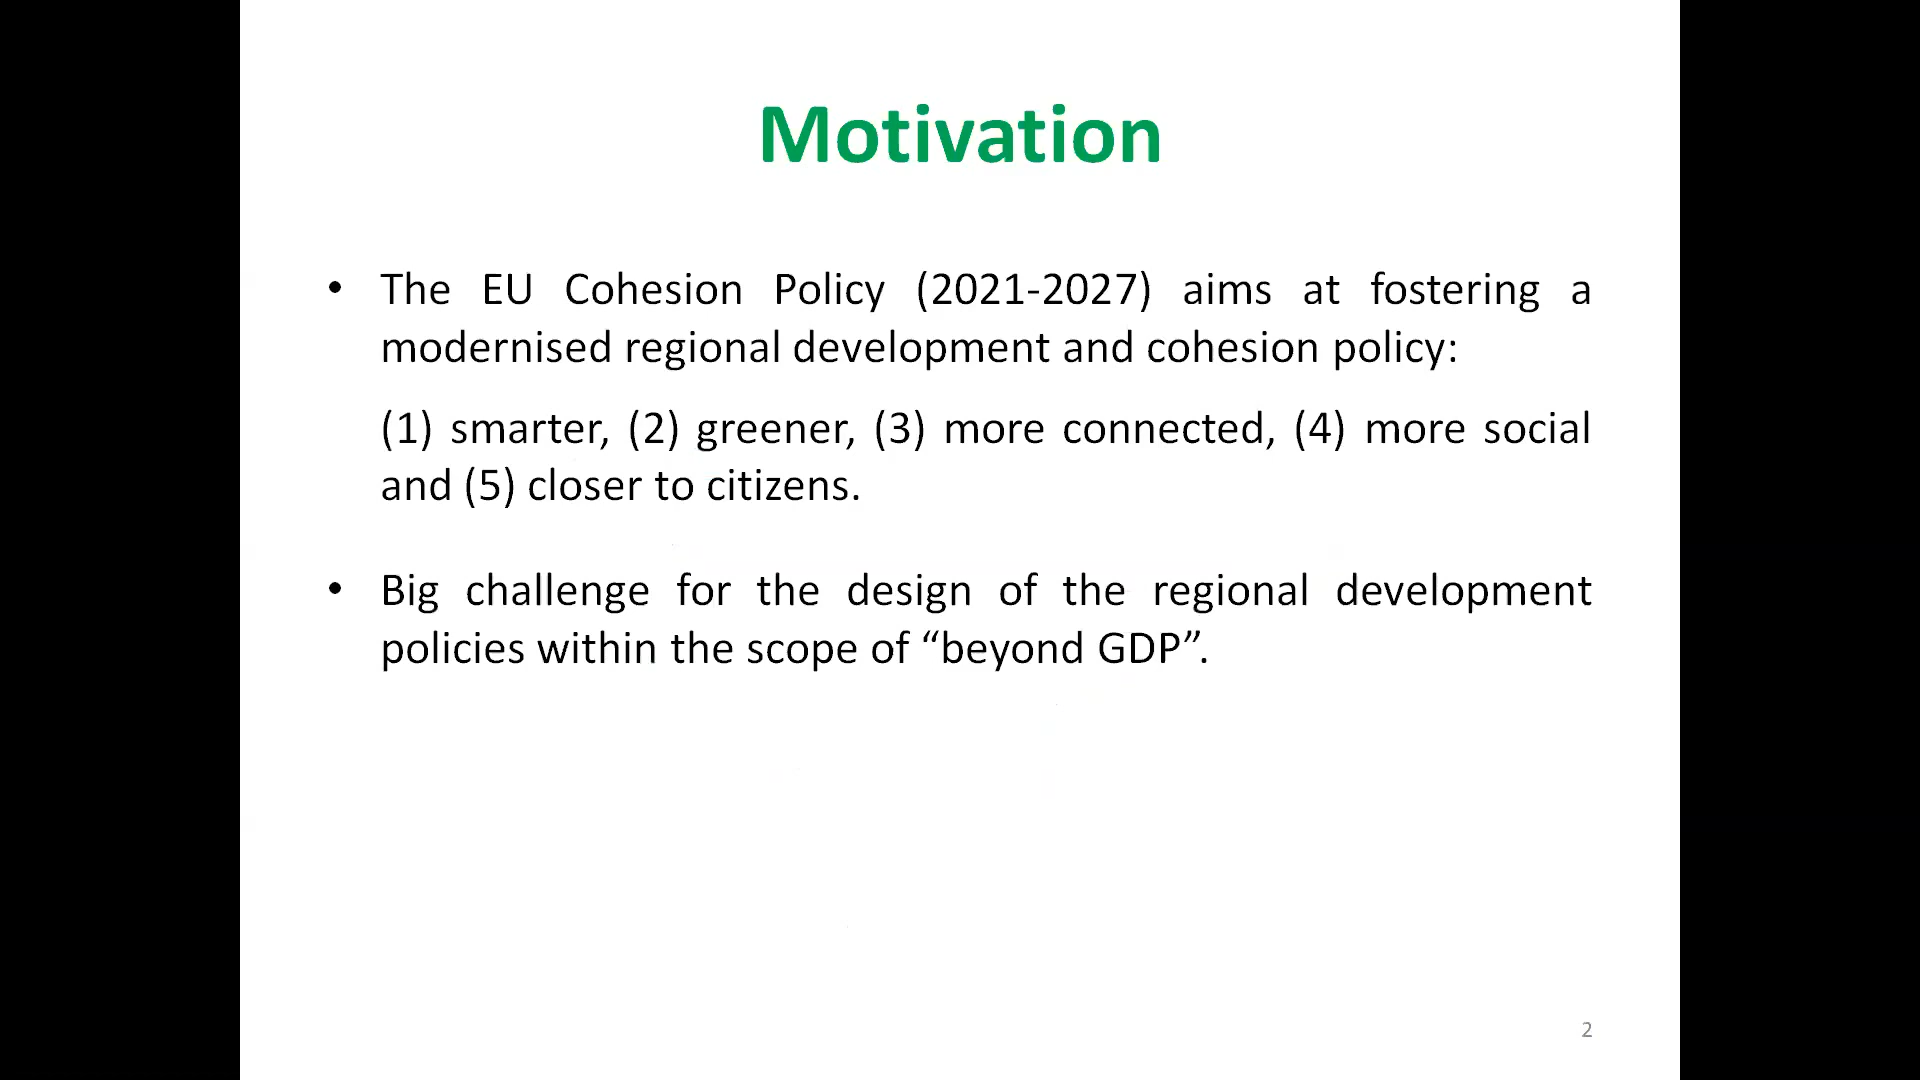 Motivation
• The EU Cohesion Policy (2021-2027) aims at fostering a
modernised regional development and cohesion policy:
(1) smarter, (2) greener, (3) more connected, (4) more social
and (5) closer to citizens.
• Big challenge for the design of the regional development
policies within the scope of “beyond GDP”.
2